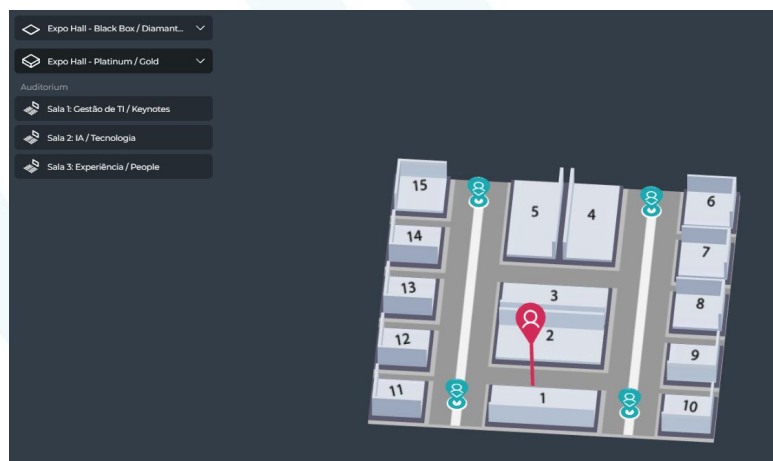 Expo Hall - Black Box / Diamant...
Expo Hall - Platinum / Gold
Auditorium
Sala 1: Gestão de TI / Keynotes
Sala 2: IA / Tecnologia
Sala 3: Experiência / People
15
5
4
6
14
7
13
3
8
12
2
9
11
1
10